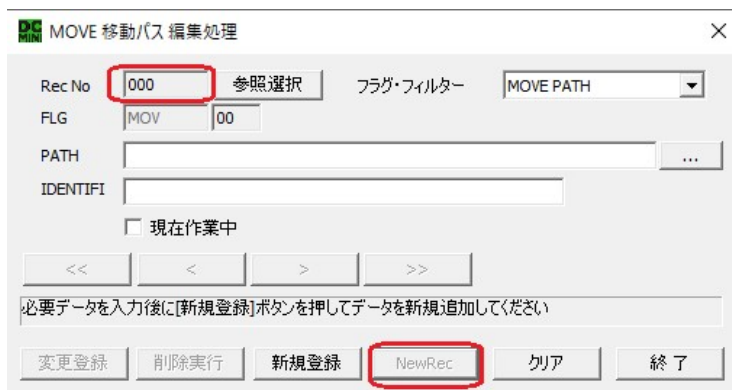 DC MINI MOVE 移動パス 編集処理
Rec No 000 参照選択 フラグ・フィルター MOVE PATH
FLG MOV 00
PATH ...
IDENTIFI
現在作業中
<< < > >>
必要データを入力後に[新規登録]ボタンを押してデータを新規追加してください
変更登録 削除実行 新規登録 NewRec クリア 終 了